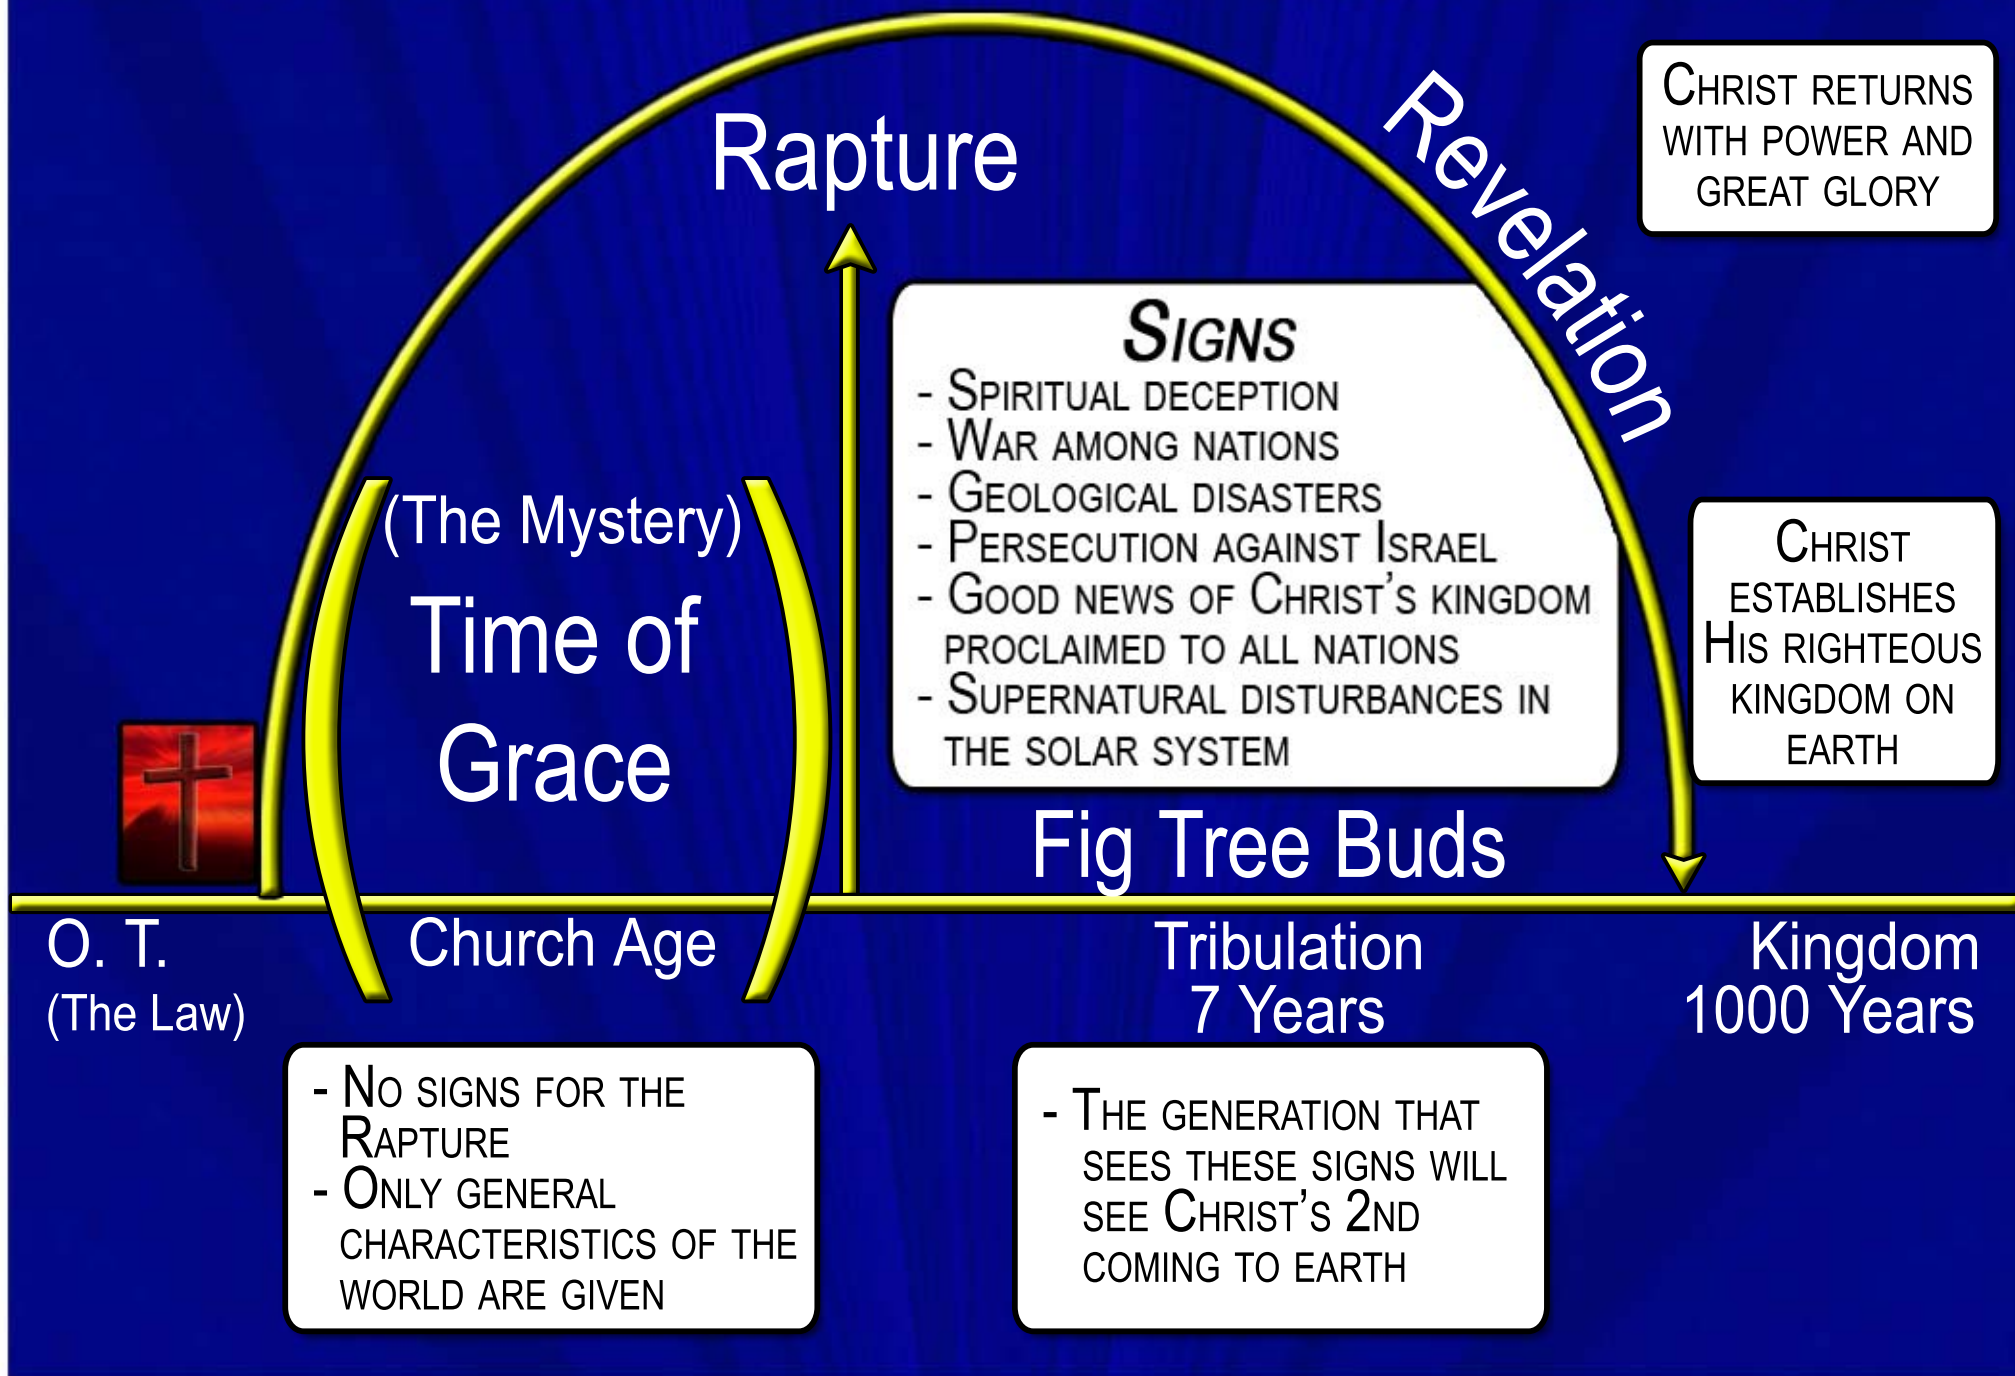 Rapture
Revelation
Christ returns
with power and
great glory
Signs
- Spiritual deception
- War among nations
- Geological disasters
- Persecution against Israel
- Good news of Christ's kingdom
proclaimed to all nations
- Supernatural disturbances in
the solar system
(The Mystery)
Time of
Grace
Christ
establishes
His righteous
kingdom on
earth
Fig Tree Buds
O. T.
(The Law)
Church Age
Tribulation
7 Years
Kingdom
1000 Years
- No signs for the
Rapture
- Only general
characteristics of the
world are given
- The generation that
sees these signs will
see Christ's 2nd
coming to earth